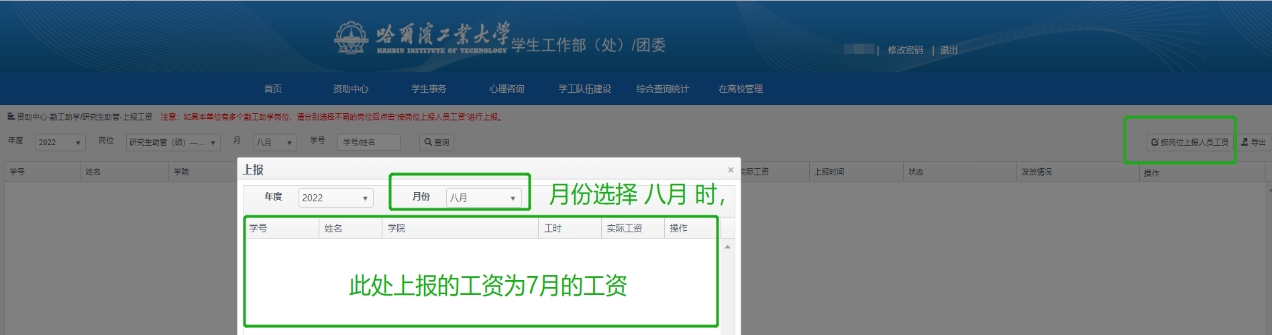 哈爾濱工業大學
HARBIN INSTITUTE OF TECHNOLOGY
学生工作部（处）/团委
| 修改密码 | 退出
首页 资助中心 学生事务 心理咨询 学工队伍建设 综合查询统计 在离校管理
资助中心-勤工助学/研究生助管-上报工资 注意：如果本单位有多个勤工助学岗位，请分别选择不同的岗位后点击"按岗位上报人员工资"进行上报。
年度 2022 岗位 研究生助管（硕）—... 月 八月 学号 学号/姓名 查询 按岗位上报人员工资 导出
学号 姓名 学院 实际工资 上报时间 状态 发放情况 操作
上报 ×
年度 2022 月份 八月 月份选择 八月 时，
学号 姓名 学院 工时 实际工资 操作
此处上报的工资为7月的工资